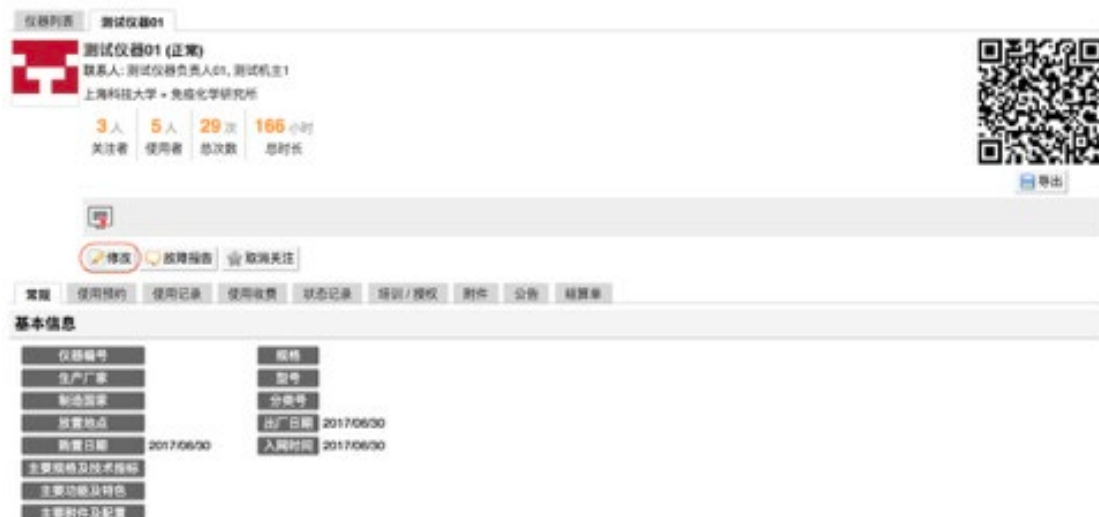 仪器列表 测试仪器01
测试仪器01 (正常)
联系人: 测试仪器负责人01, 测试机主1
上海科技大学 • 免疫化学研究所
3 人 5 人 29 次 166 小时
关注者 使用者 总次数 总时长
导出
修改 故障报告 取消关注
常规 使用预约 使用记录 使用收费 状态记录 培训 / 授权 附件 公告 结算单
基本信息
仪器编号 规格
生产厂家 型号
制造国家 分类号
放置地点 出厂日期 2017/06/30
购置日期 2017/06/30 入网时间 2017/06/30
主要规格及技术指标
主要功能及特色
主要附件及配置